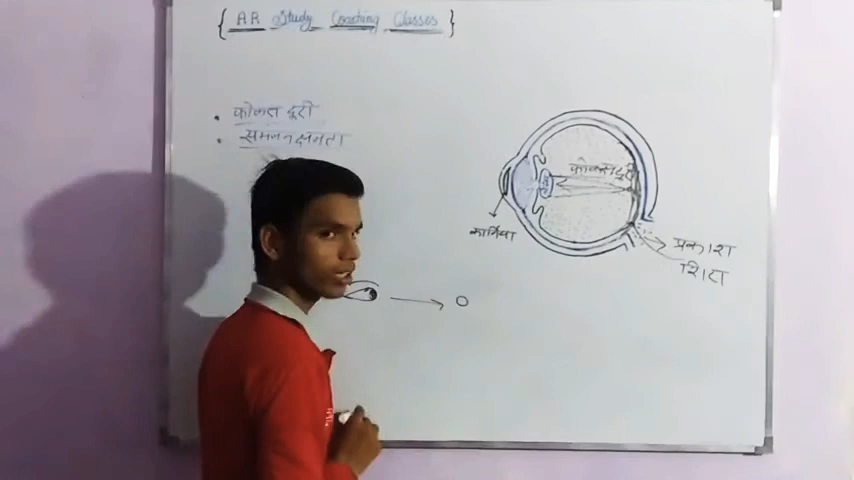 { A.R. Study Coaching Classes }
• फोकस दूरी
• समंजन क्षमता
फोकस दूरी
कार्निया
प्रकाश
शिरा
O